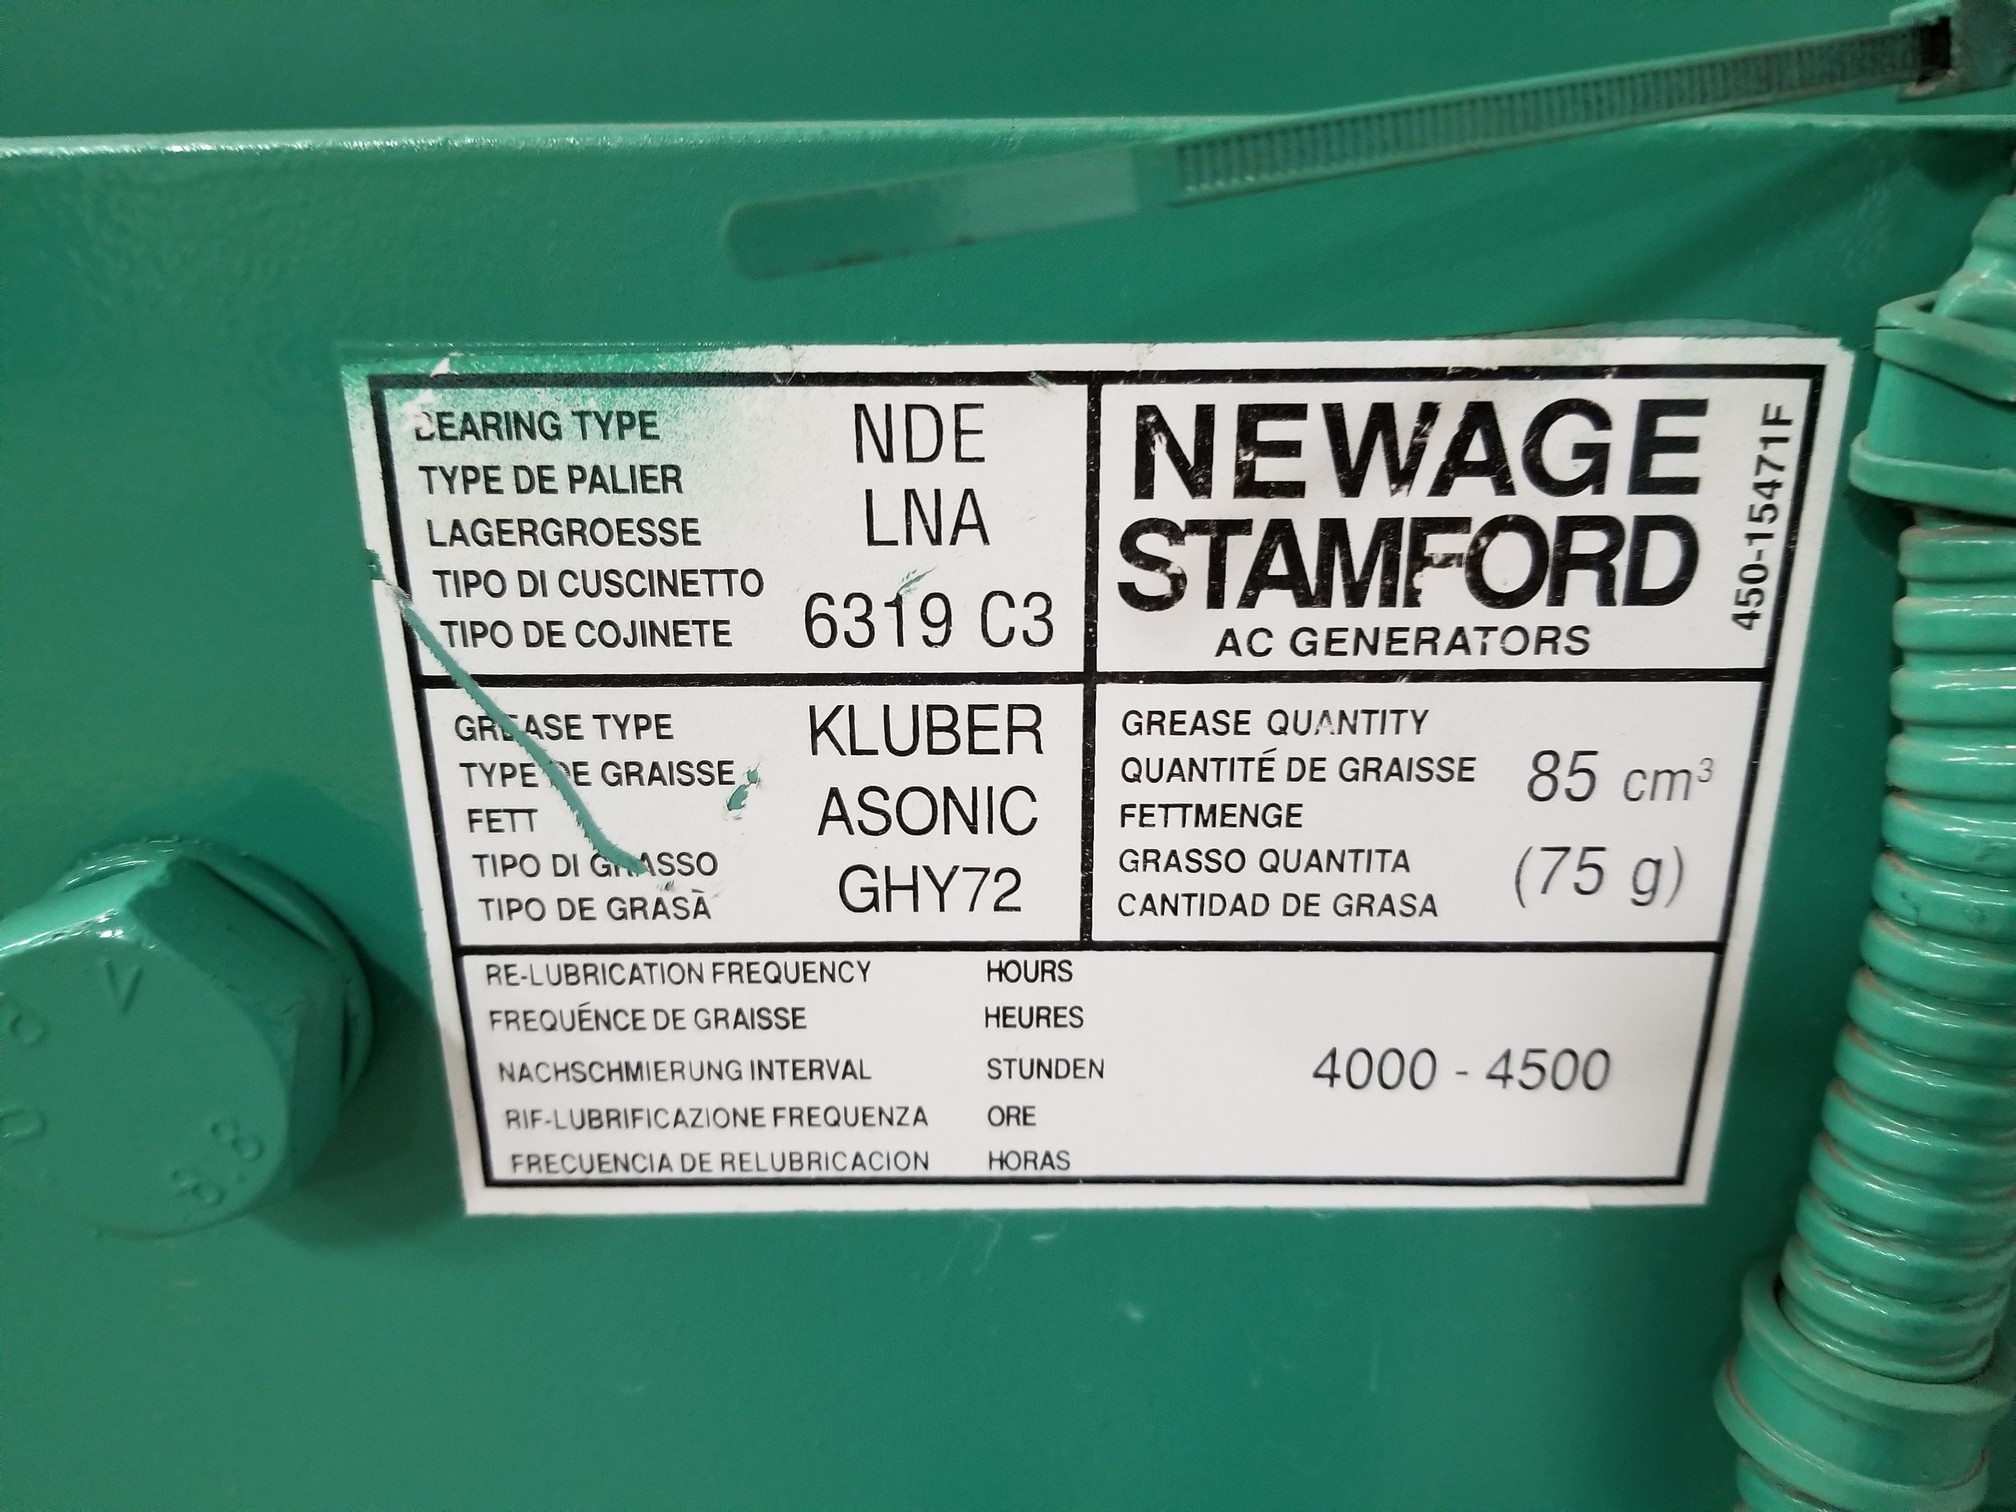 BEARING TYPE
TYPE DE PALIER
LAGERGROESSE
TIPO DI CUSCINETTO
TIPO DE COJINETE
NDE
LNA
6319 C3
NEWAGE
STAMFORD
AC GENERATORS
450-15471F
GREASE TYPE
TYPE DE GRAISSE
FETT
TIPO DI GRASSO
TIPO DE GRASÀ
KLUBER
ASONIC
GHY72
GREASE QUANTITY
QUANTITÉ DE GRAISSE
FETTMENGE
GRASSO QUANTITA
CANTIDAD DE GRASA
85 cm³
(75 g)
RE-LUBRICATION FREQUENCY HOURS
FREQUÉNCE DE GRAISSE HEURES
NACHSCHMIERUNG INTERVAL STUNDEN
RIF-LUBRIFICAZIONE FREQUENZA ORE
FRECUENCIA DE RELUBRICACION HORAS
4000 - 4500
8.8